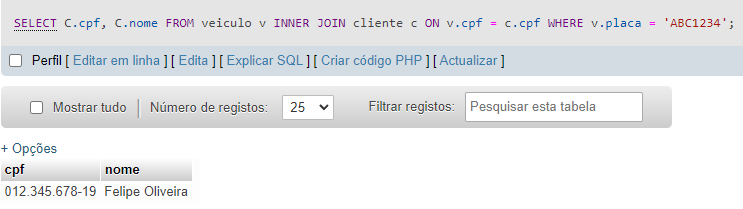 SELECT C.cpf, C.nome FROM veiculo v INNER JOIN cliente c ON v.cpf = c.cpf WHERE v.placa = 'ABC1234';
Perfil [ Editar em linha ] [ Edita ] [ Explicar SQL ] [ Criar código PHP ] [ Actualizar ]
Mostrar tudo Número de registos: 25 Filtrar registos: Pesquisar esta tabela
+ Opções
cpf nome
012.345.678-19 Felipe Oliveira